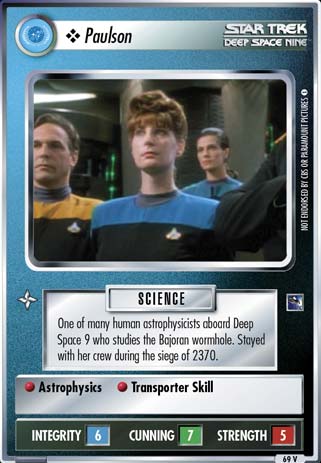 ❖ Paulson
STAR TREK
DEEP SPACE NINE
NOT ENDORSED BY CBS OR PARAMOUNT PICTURES
SCIENCE
One of many human astrophysicists aboard Deep
Space 9 who studies the Bajoran wormhole. Stayed
with her crew during the siege of 2370.
Astrophysics Transporter Skill
INTEGRITY 6 CUNNING 7 STRENGTH 5
69 V